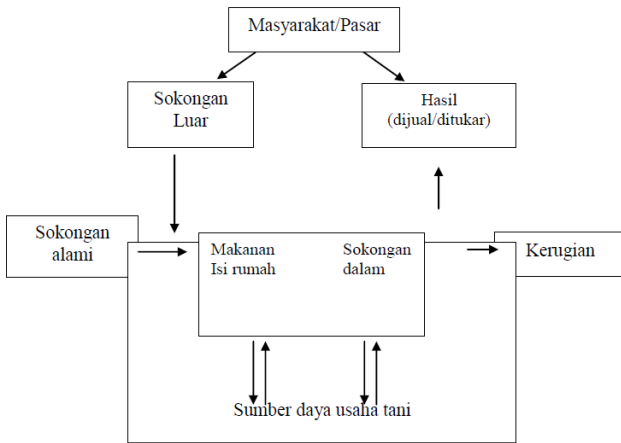 Masyarakat/Pasar
Sokongan
Luar
Hasil
(dijual/ditukar)
Sokongan
alami
Makanan
Isi rumah
Sokongan
dalam
Kerugian
Sumber daya usaha tani